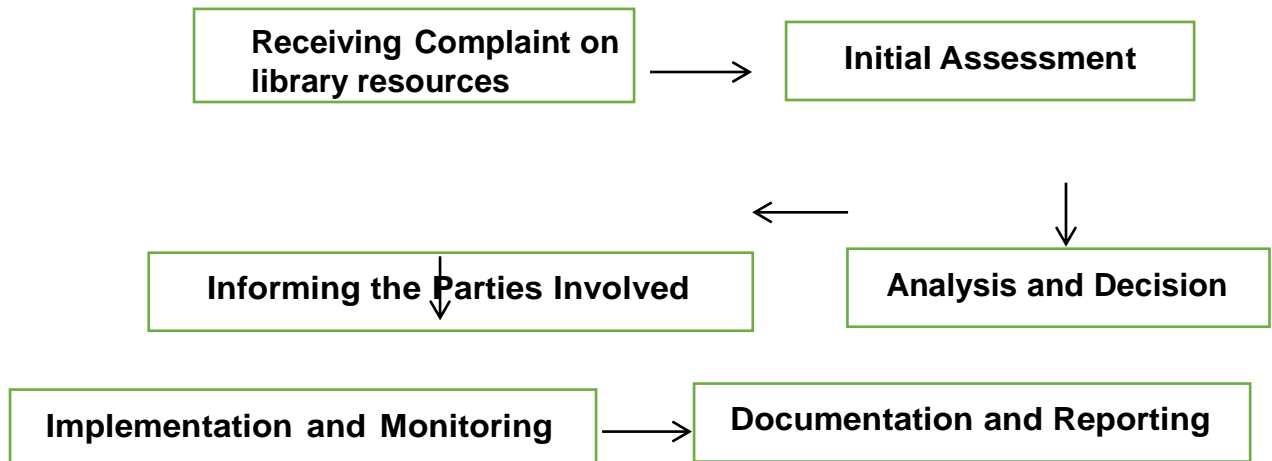 Receiving Complaint on
library resources
Initial Assessment
Informing the Parties Involved
Analysis and Decision
Implementation and Monitoring
Documentation and Reporting